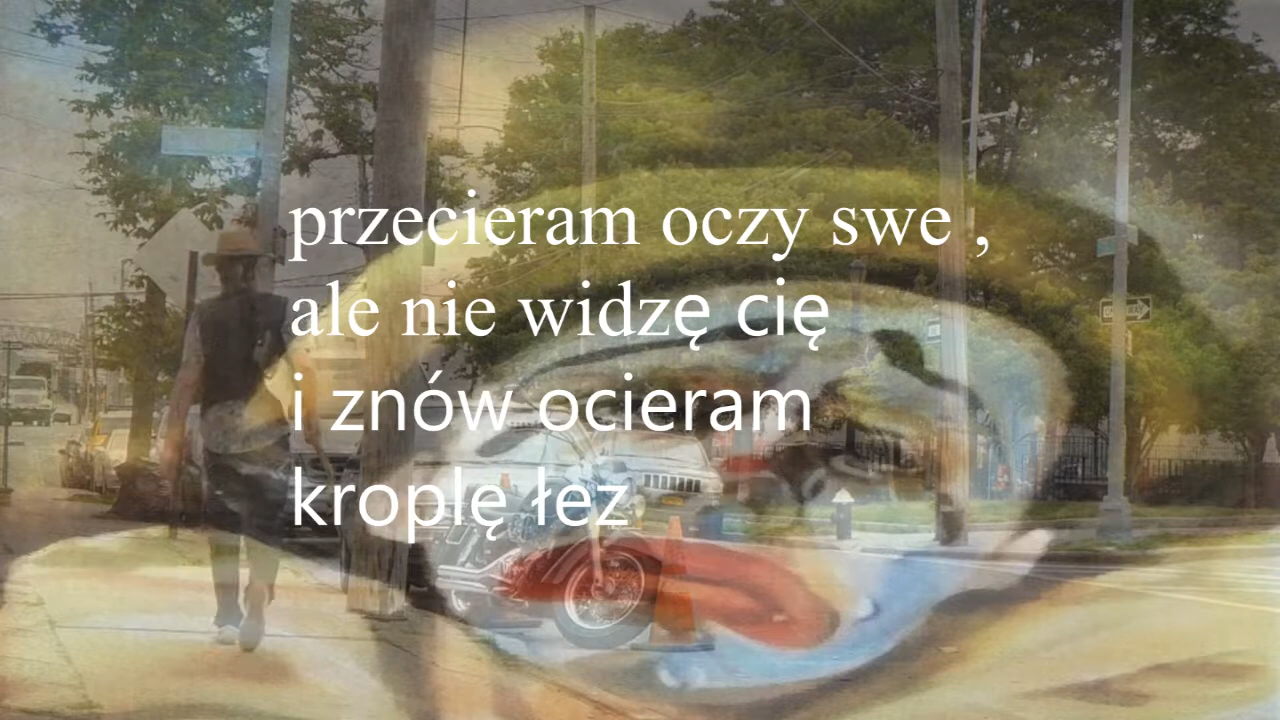 przecieram oczy swe ,
ale nie widzę cię
i znów ocieram
kroplę łez